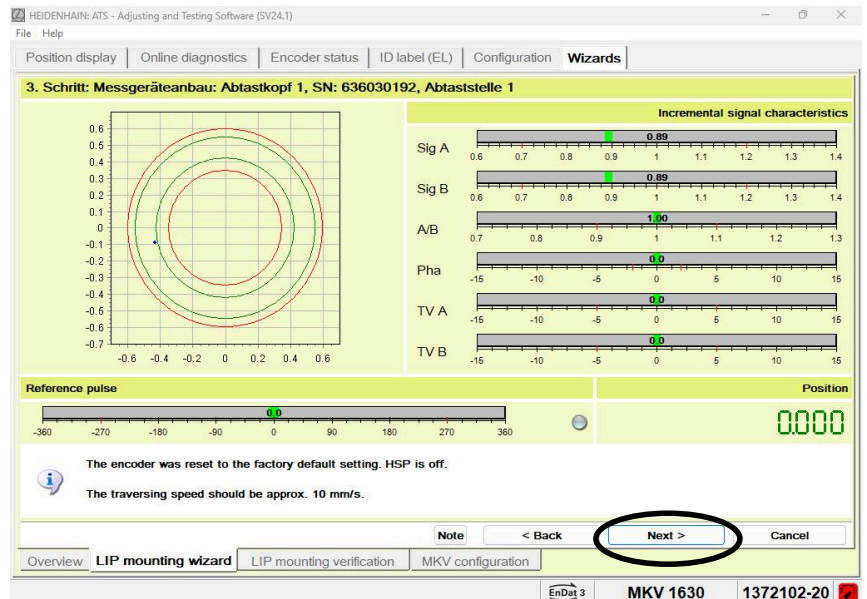 HEIDENHAIN: ATS - Adjusting and Testing Software (SV24.1)
File Help
Position display Online diagnostics Encoder status ID label (EL) Configuration Wizards
3. Schritt: Messgeräteanbau: Abtastkopf 1, SN: 636030192, Abtaststelle 1
Incremental signal characteristics
0.6
0.5
0.4
0.3
0.2
0.1
0
-0.1
-0.2
-0.3
-0.4
-0.5
-0.6
-0.7
-0.6 -0.4 -0.2 0 0.2 0.4 0.6
Sig A 0.89
0.6 0.7 0.8 0.9 1 1.1 1.2 1.3 1.4
Sig B 0.89
0.6 0.7 0.8 0.9 1 1.1 1.2 1.3 1.4
A/B 1.00
0.7 0.8 0.9 1 1.1 1.2 1.3
Pha 0.0
-15 -10 -5 0 5 10 15
TV A 0.0
-15 -10 -5 0 5 10 15
TV B 0.0
-15 -10 -5 0 5 10 15
Reference pulse
0.0
-360 -270 -180 -90 0 90 180 270 360
Position
0.000
The encoder was reset to the factory default setting. HSP is off.
The traversing speed should be approx. 10 mm/s.
Note < Back Next > Cancel
Overview LIP mounting wizard LIP mounting verification MKV configuration
EnDat 3 MKV 1630 1372102-20